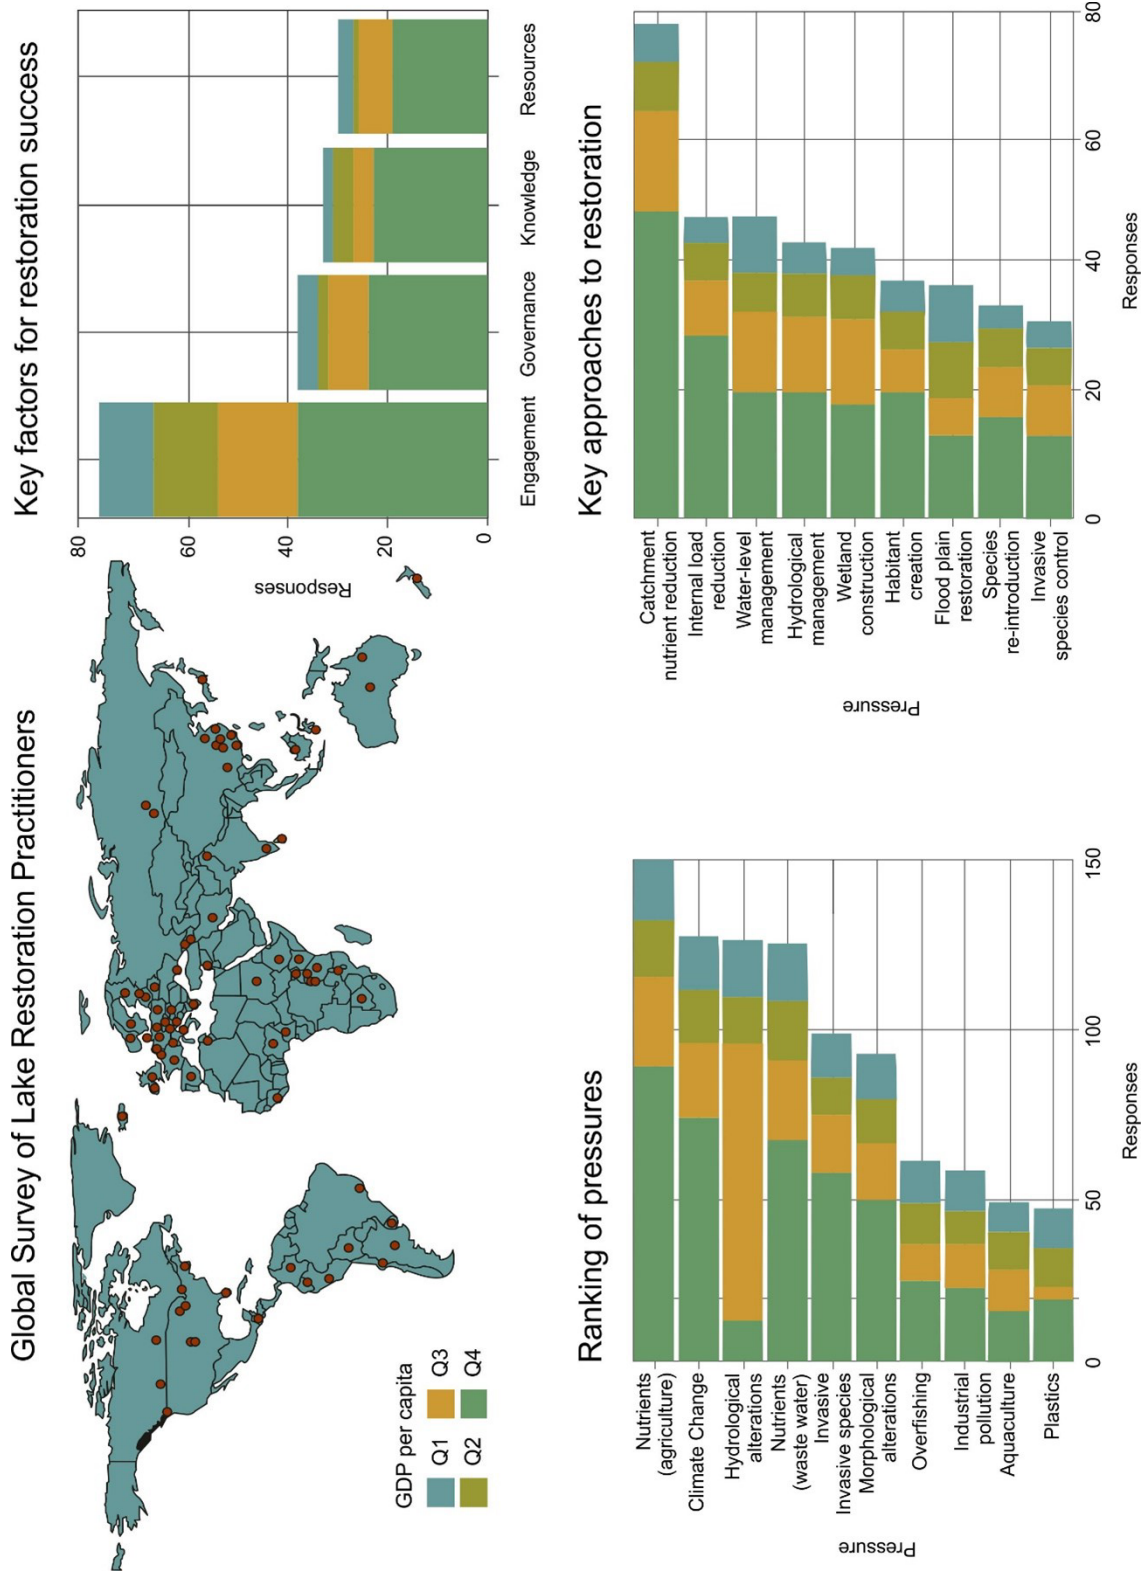 Global Survey of Lake Restoration Practitioners
GDP per capita
Q1
Q3
Q2
Q4
Key factors for restoration success
80
60
40
20
0
Responses
Engagement
Governance
Knowledge
Resources
Ranking of pressures
Pressure
Nutrients
(agriculture)
Climate Change
Hydrological
alterations
Nutrients
(waste water)
Invasive
Invasive species
Morphological
alterations
Overfishing
Industrial
pollution
Aquaculture
Plastics
0
50
100
150
Responses
Key approaches to restoration
Pressure
Catchment
nutrient reduction
Internal load
reduction
Water-level
management
Hydrological
management
Wetland
construction
Habitant
creation
Flood plain
restoration
Species
re-introduction
Invasive
species control
0
20
40
60
80
Responses